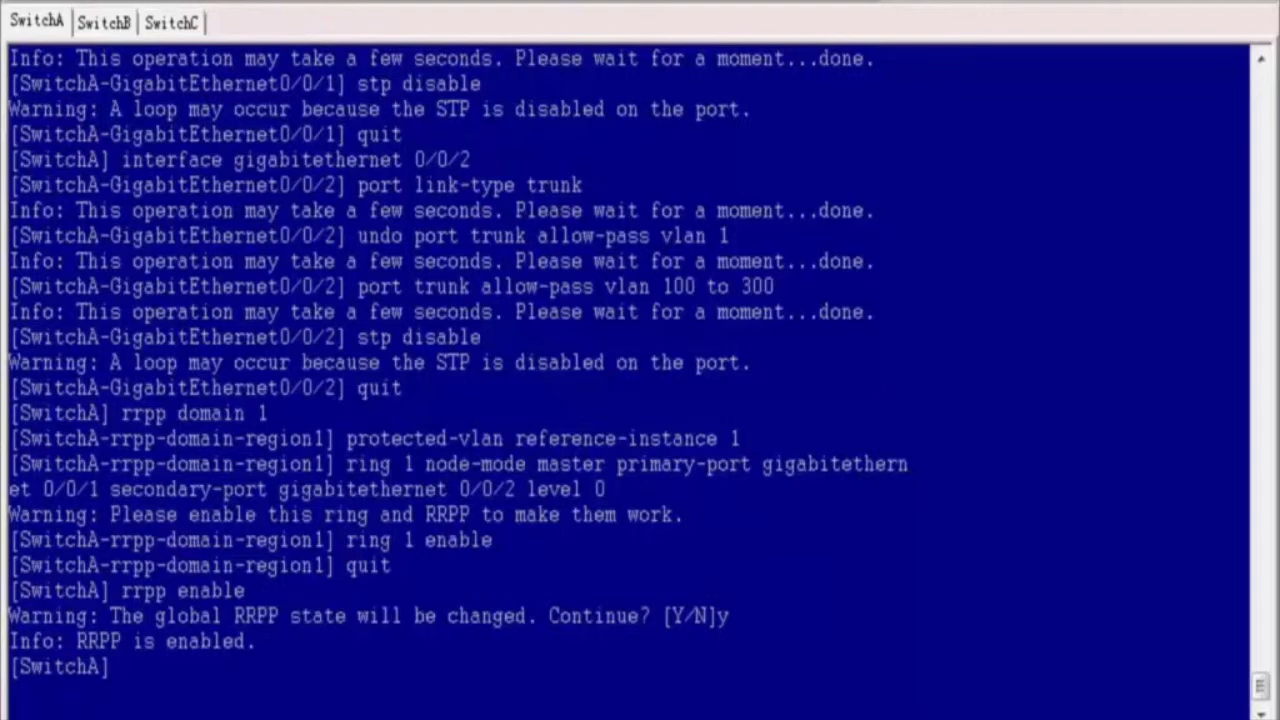 SwitchA SwitchB SwitchC
Info: This operation may take a few seconds. Please wait for a moment...done.
[SwitchA-GigabitEthernet0/0/1] stp disable
Warning: A loop may occur because the STP is disabled on the port.
[SwitchA-GigabitEthernet0/0/1] quit
[SwitchA] interface gigabitethernet 0/0/2
[SwitchA-GigabitEthernet0/0/2] port link-type trunk
Info: This operation may take a few seconds. Please wait for a moment...done.
[SwitchA-GigabitEthernet0/0/2] undo port trunk allow-pass vlan 1
Info: This operation may take a few seconds. Please wait for a moment...done.
[SwitchA-GigabitEthernet0/0/2] port trunk allow-pass vlan 100 to 300
Info: This operation may take a few seconds. Please wait for a moment...done.
[SwitchA-GigabitEthernet0/0/2] stp disable
Warning: A loop may occur because the STP is disabled on the port.
[SwitchA-GigabitEthernet0/0/2] quit
[SwitchA] rrpp domain 1
[SwitchA-rrpp-domain-region1] protected-vlan reference-instance 1
[SwitchA-rrpp-domain-region1] ring 1 node-mode master primary-port gigabitethern
et 0/0/1 secondary-port gigabitethernet 0/0/2 level 0
Warning: Please enable this ring and RRPP to make them work.
[SwitchA-rrpp-domain-region1] ring 1 enable
[SwitchA-rrpp-domain-region1] quit
[SwitchA] rrpp enable
Warning: The global RRPP state will be changed. Continue? [Y/N]y
Info: RRPP is enabled.
[SwitchA]